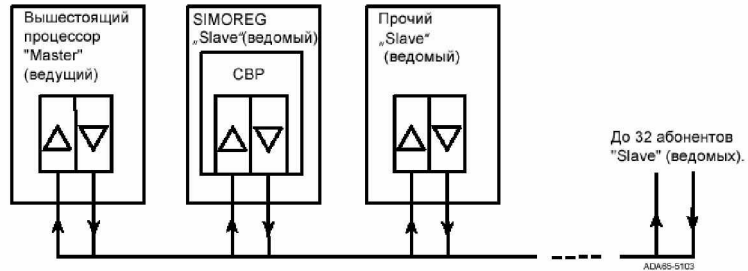 Вышестоящий
процессор
"Master"
(ведущий)
SIMOREG
„Slave“(ведомый)
CBP
Прочий
„Slave“
(ведомый)
До 32 абонентов
"Slave" (ведомых).
ADA65-5103